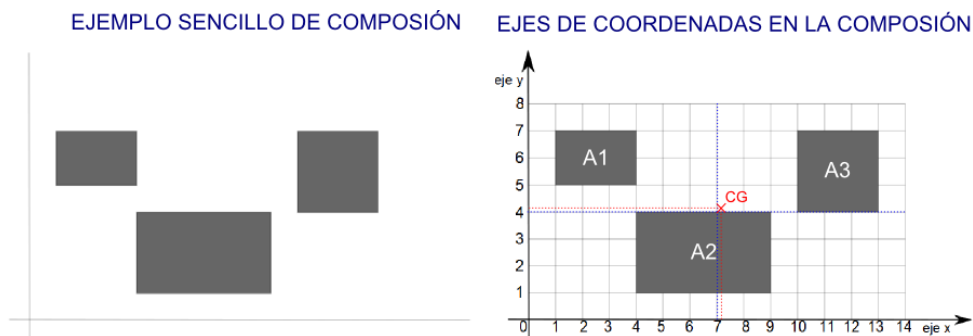 EJEMPLO SENCILLO DE COMPOSIÓN
EJES DE COORDENADAS EN LA COMPOSIÓN
eje y
8
7
6
5
4
3
2
1
A1
A3
CG
A2
0 1 2 3 4 5 6 7 8 9 10 11 12 13 14 eje x